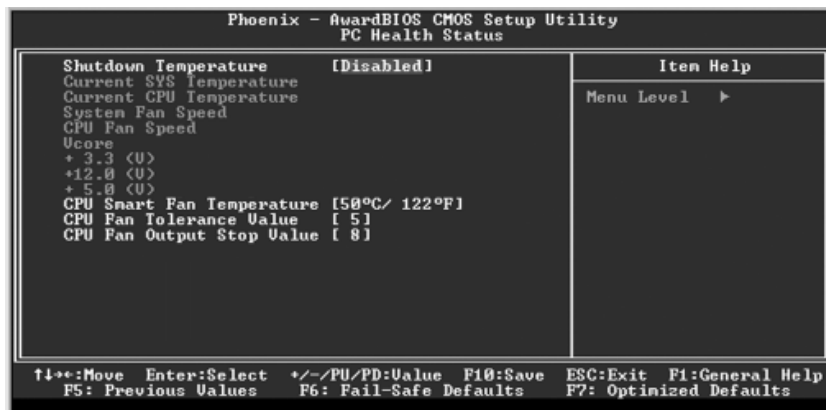 Phoenix - AwardBIOS CMOS Setup Utility
PC Health Status
Shutdown Temperature [Disabled]
Current SYS Temperature
Current CPU Temperature
System Fan Speed
CPU Fan Speed
Vcore
+ 3.3 (V)
+12.0 (V)
+ 5.0 (V)
CPU Smart Fan Temperature [50ºC/ 122ºF]
CPU Fan Tolerance Value [ 5]
CPU Fan Output Stop Value [ 8]
Item Help
Menu Level ►
↑↓→←:Move Enter:Select +/-/PU/PD:Value F10:Save ESC:Exit F1:General Help
F5: Previous Values F6: Fail-Safe Defaults F7: Optimized Defaults